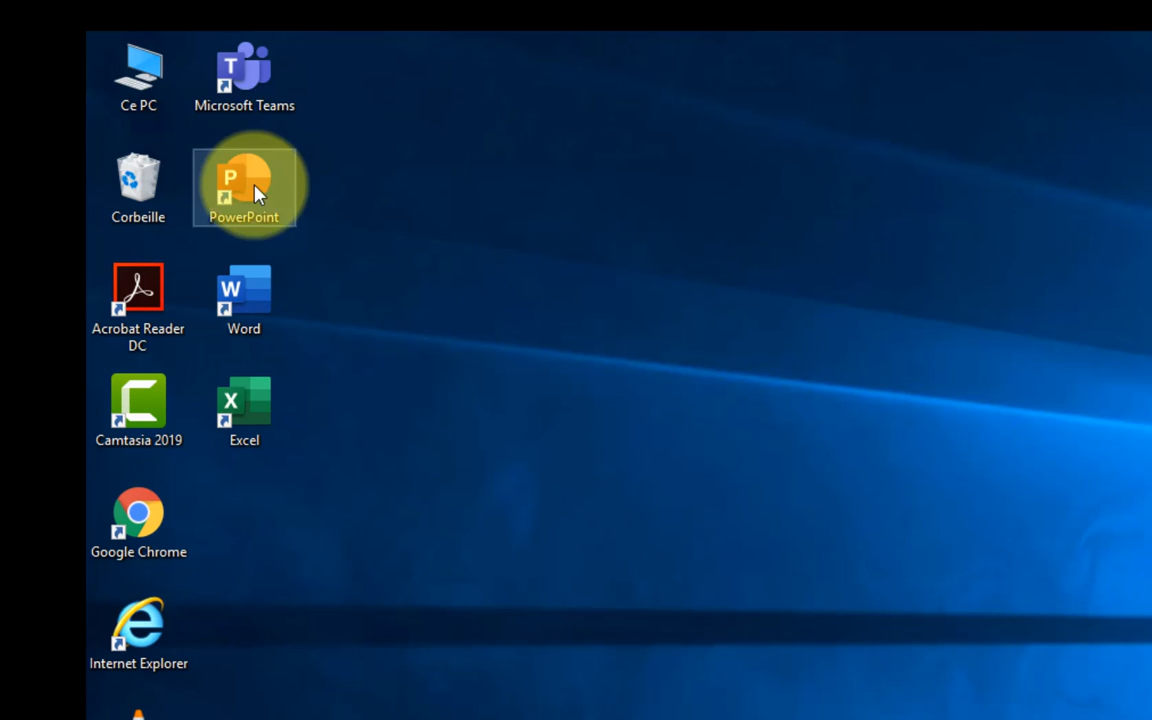 Ce PC
Microsoft Teams
Corbeille
P
PowerPoint
T
Acrobat Reader
DC
W
Word
Camtasia 2019
X
Excel
Google Chrome
Internet Explorer